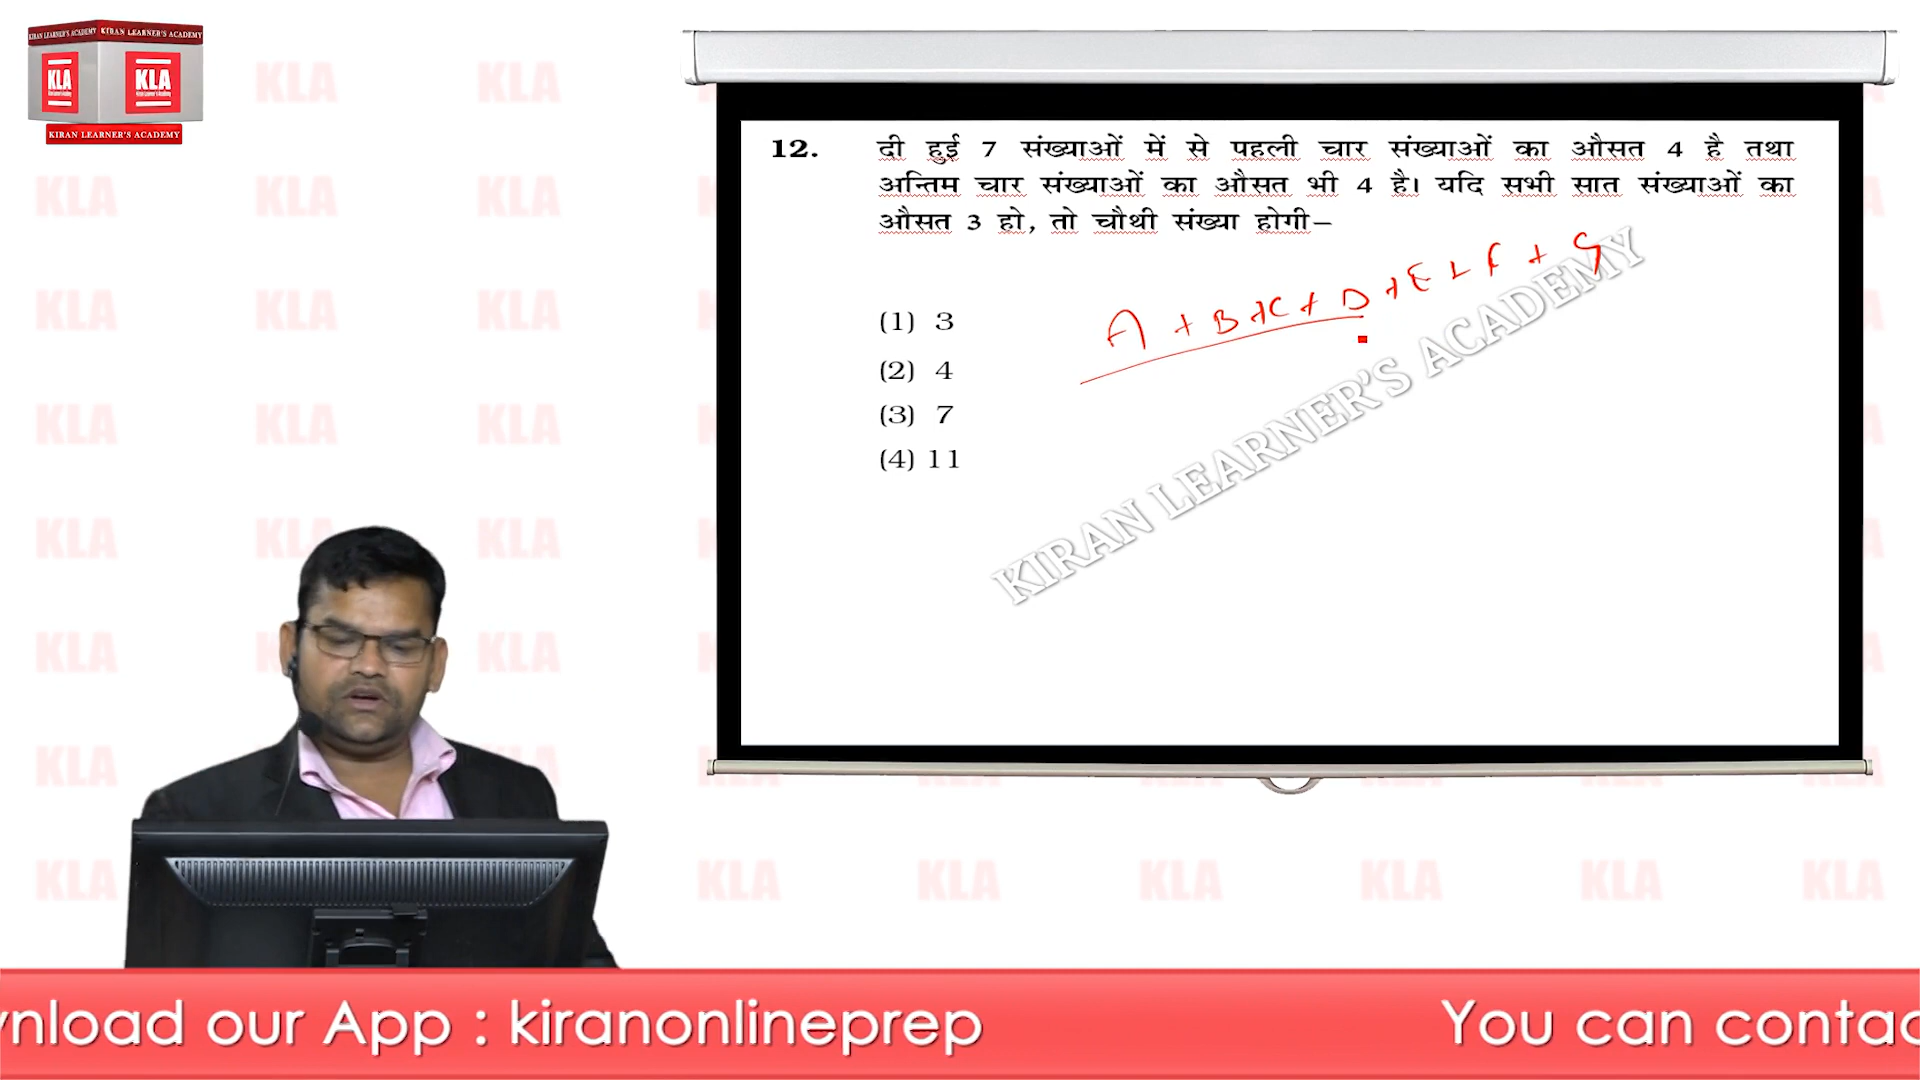 KIRAN LEARNER'S ACADEMY KIRAN LEARNER'S ACADEMY
KLA KLA
KIRAN LEARNER'S ACADEMY
12. दी हुई 7 संख्याओं में से पहली चार संख्याओं का औसत 4 है तथा
अन्तिम चार संख्याओं का औसत भी 4 है। यदि सभी सात संख्याओं का
औसत 3 हो, तो चौथी संख्या होगी–
A + B + C + D + E + F + G
(1) 3
(2) 4
(3) 7
(4) 11
KIRAN LEARNER'S ACADEMY
nload our App : kiranonlineprep
You can contac